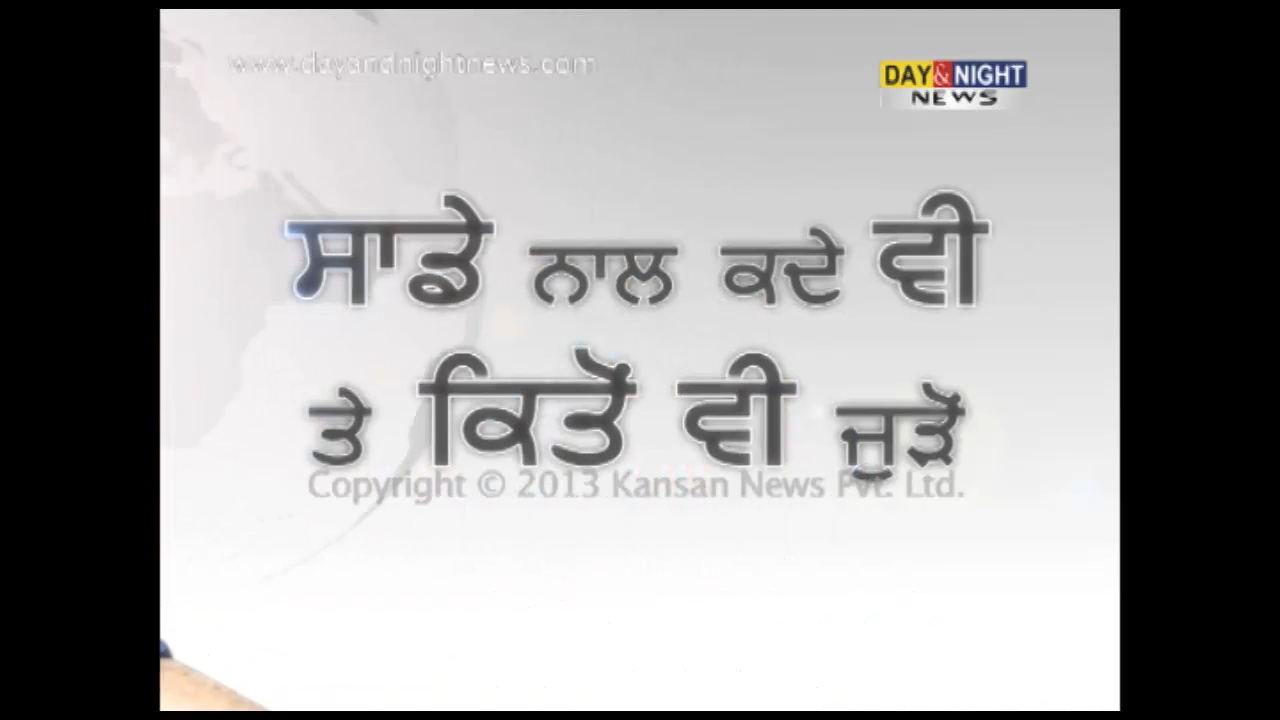 www.dayandnightnews.com
DAY & NIGHT
NEWS
ਸਾਡੇ ਨਾਲ ਕਦੇ ਵੀ
ਤੇ ਕਿਤੋਂ ਵੀ ਜੁੜੋਂ
Copyright © 2013 Kansan News Pvt. Ltd.